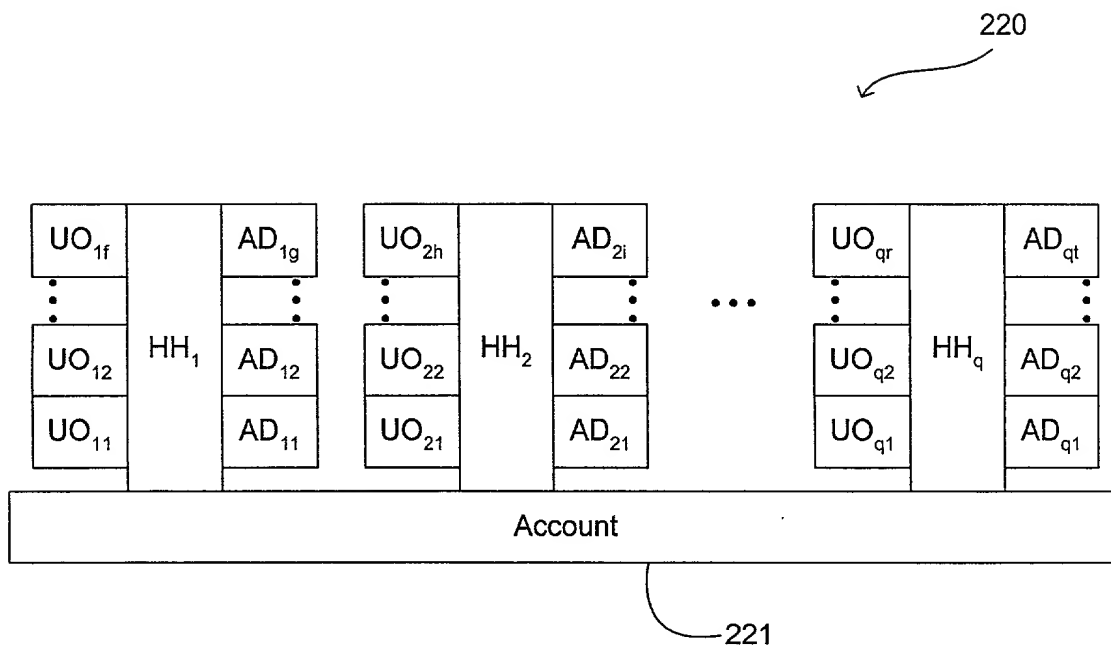 220
UO₁f AD₁g UO₂h AD₂i UOqr ADqt
HH₁ HH₂ HHq
UO₁₂ AD₁₂ UO₂₂ AD₂₂ UOq₂ ADq₂
UO₁₁ AD₁₁ UO₂₁ AD₂₁ UOq₁ ADq₁
Account
221